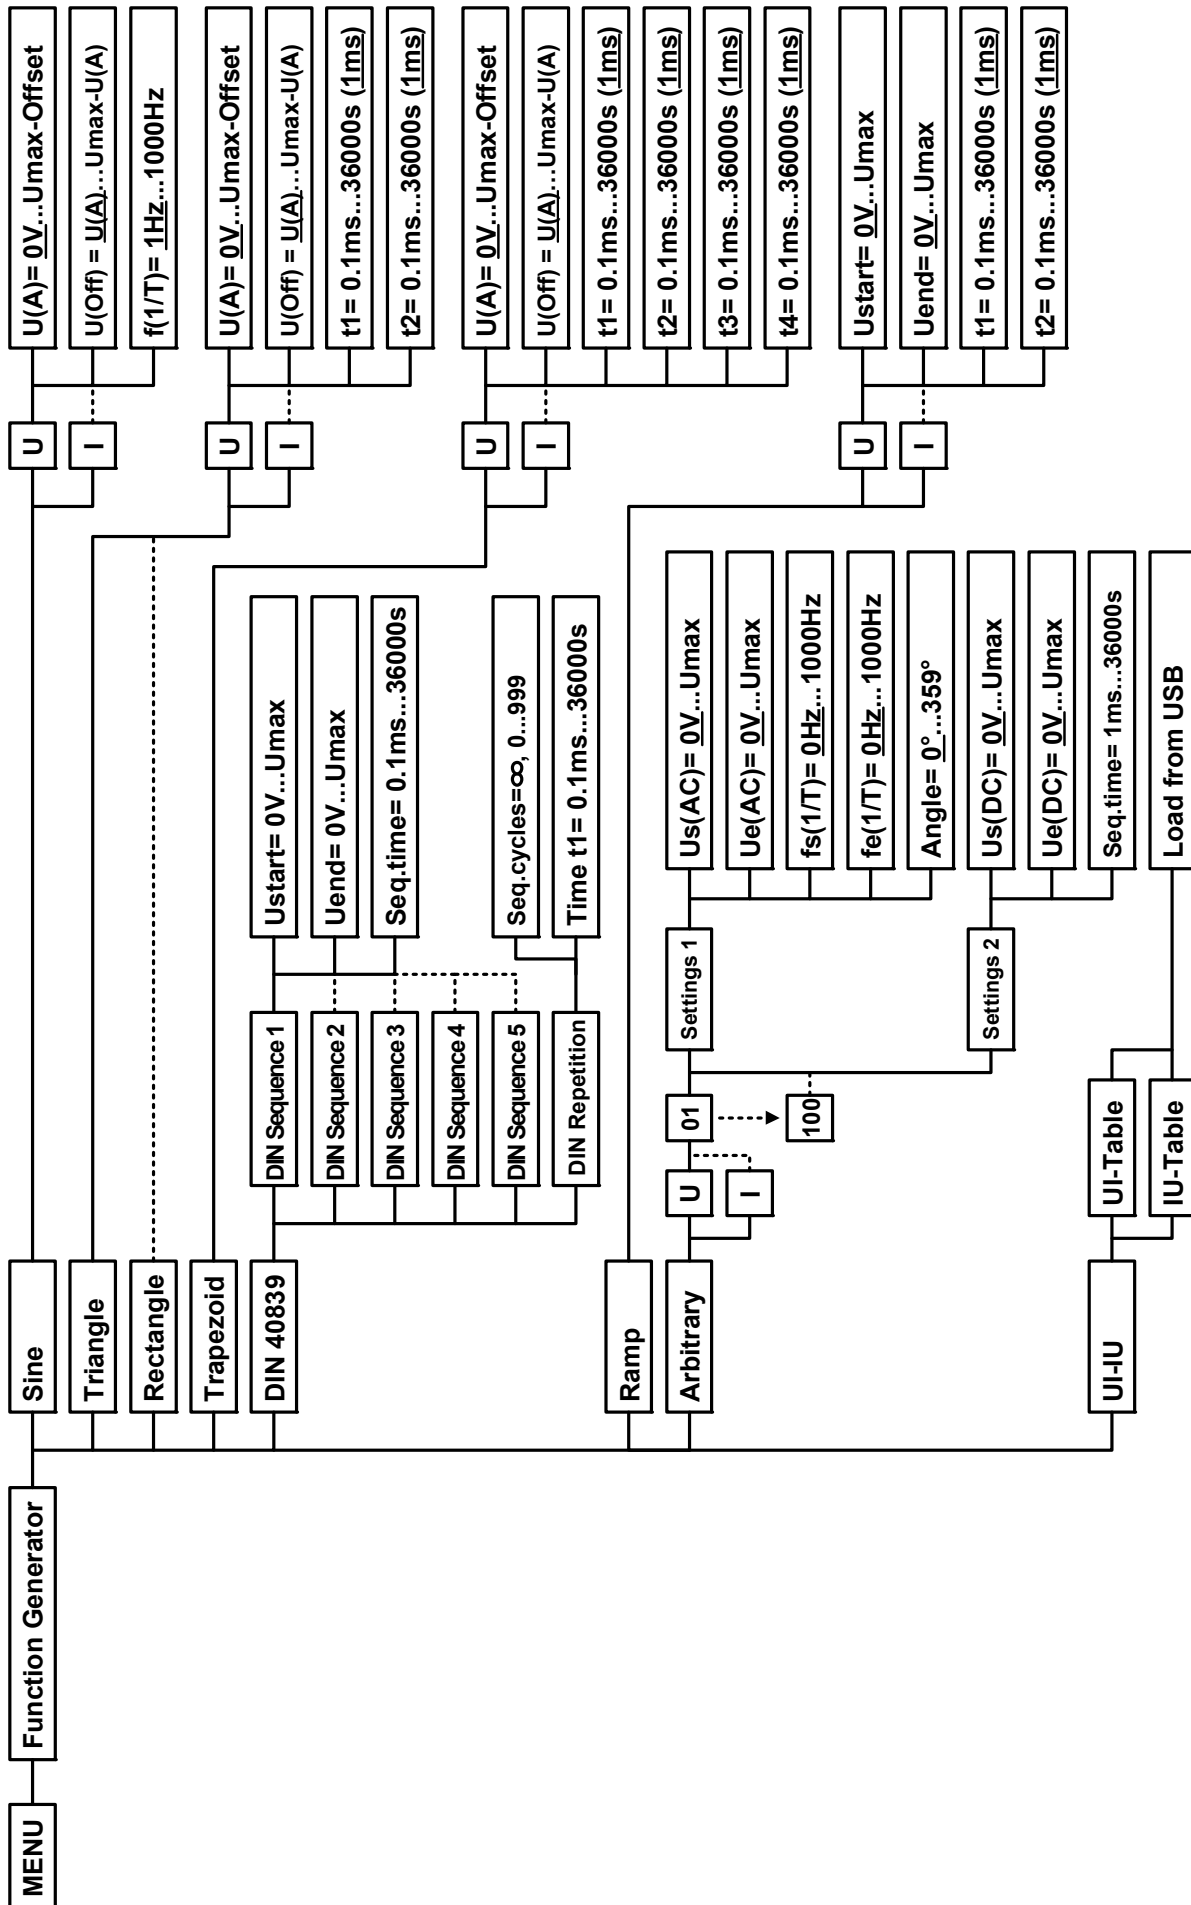 MENU
Function Generator
Sine
U
I
U(A)= 0V...Umax-Offset
U(Off) = U(A)...Umax-U(A)
f(1/T)= 1Hz...1000Hz
Triangle
Rectangle
U
I
U(A)= 0V...Umax-Offset
U(Off) = U(A)...Umax-U(A)
t1= 0.1ms...36000s (1ms)
t2= 0.1ms...36000s (1ms)
Trapezoid
U
I
U(A)= 0V...Umax-Offset
U(Off) = U(A)...Umax-U(A)
t1= 0.1ms...36000s (1ms)
t2= 0.1ms...36000s (1ms)
t3= 0.1ms...36000s (1ms)
t4= 0.1ms...36000s (1ms)
DIN 40839
DIN Sequence 1
DIN Sequence 2
DIN Sequence 3
DIN Sequence 4
DIN Sequence 5
DIN Repetition
Ustart= 0V...Umax
Uend= 0V...Umax
Seq.time= 0.1ms...36000s
Seq.cycles=∞, 0...999
Time t1= 0.1ms...36000s
Ramp
U
I
Ustart= 0V...Umax
Uend= 0V...Umax
t1= 0.1ms...36000s (1ms)
t2= 0.1ms...36000s (1ms)
Arbitrary
U
I
01
100
Settings 1
Us(AC)= 0V...Umax
Ue(AC)= 0V...Umax
fs(1/T)= 0Hz...1000Hz
fe(1/T)= 0Hz...1000Hz
Angle= 0°...359°
Settings 2
Us(DC)= 0V...Umax
Ue(DC)= 0V...Umax
Seq.time= 1ms...36000s
UI-IU
UI-Table
IU-Table
Load from USB